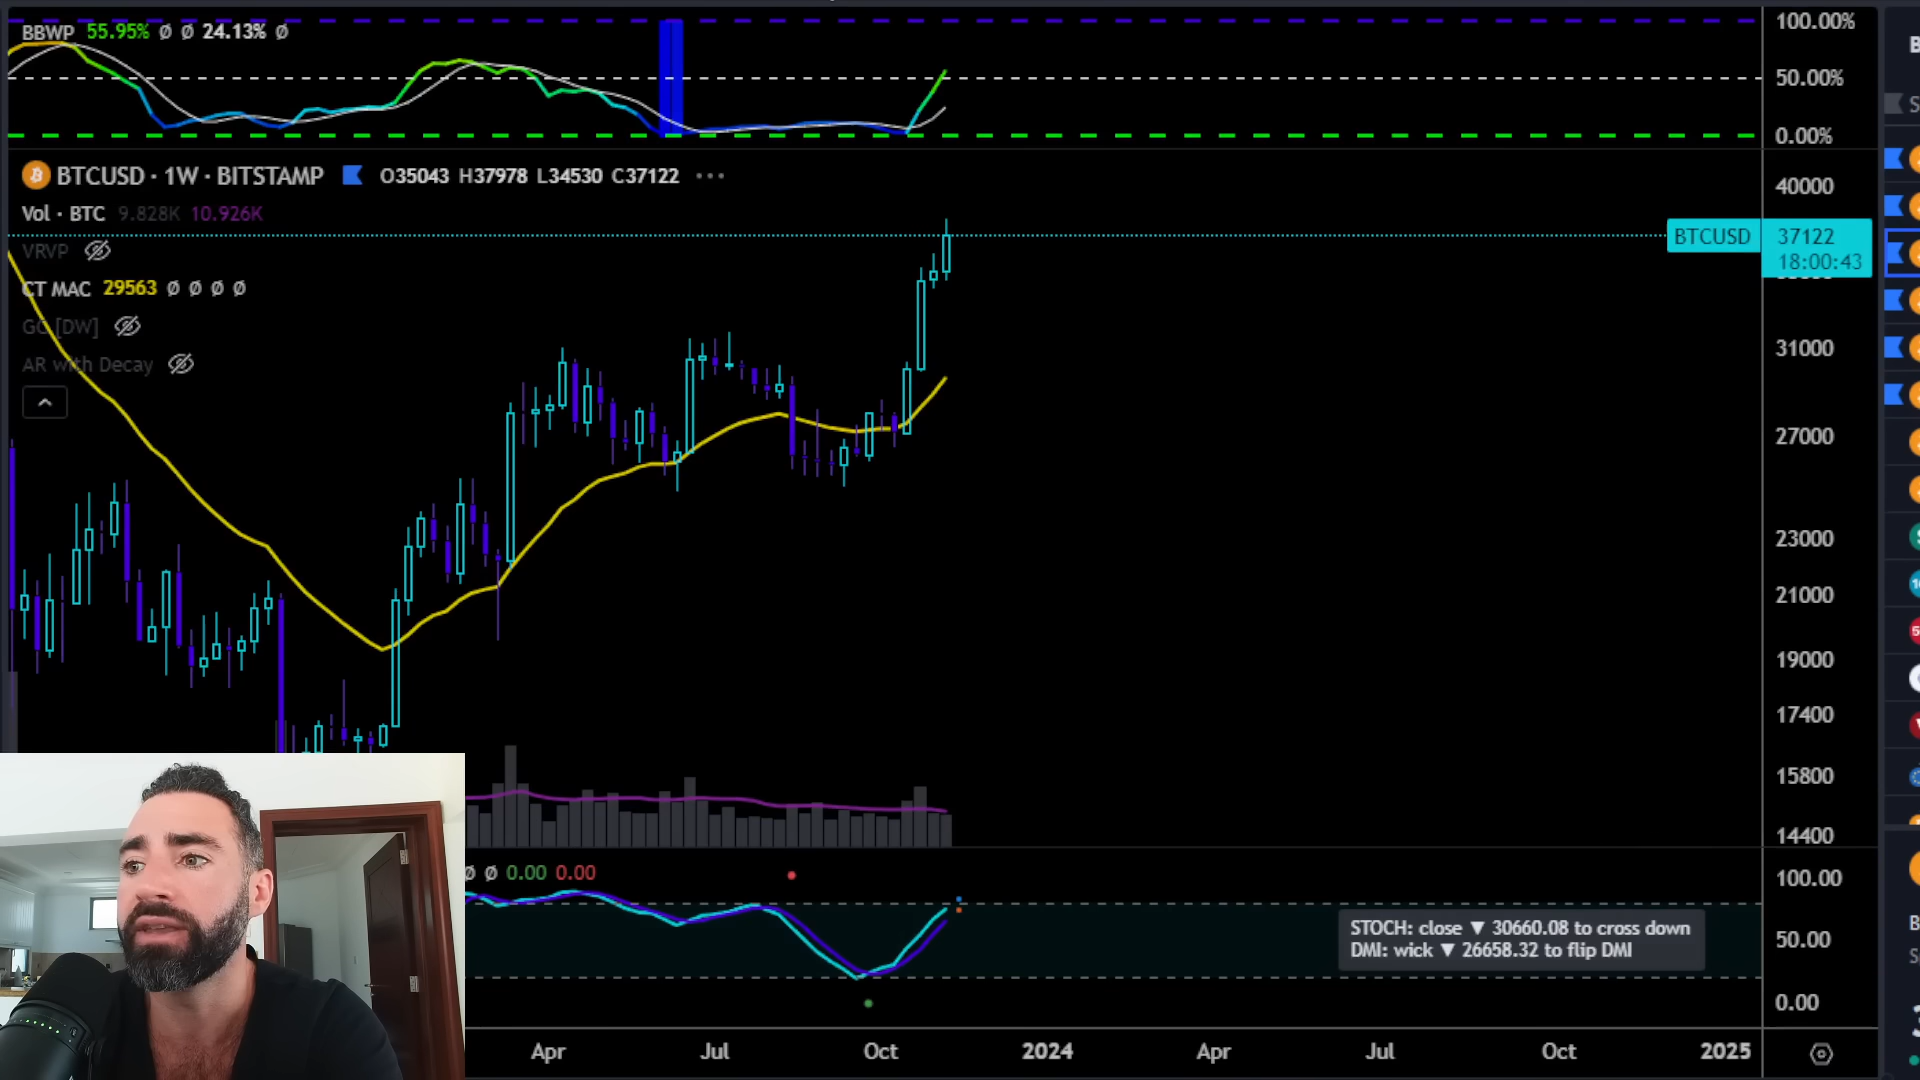 BBWP 55.95% Ø Ø 24.13% Ø
100.00%
50.00%
0.00%
BTCUSD · 1W · BITSTAMP O35043 H37978 L34530 C37122 ...
Vol · BTC 9.828K 10.926K
VRVP
CT MAC 29563 Ø Ø Ø Ø
GC [DW]
AR with Decay
40000
BTCUSD 37122
18:00:43
31000
27000
23000
21000
19000
17400
15800
14400
Ø Ø 0.00 0.00
100.00
50.00
0.00
STOCH: close ▼ 30660.08 to cross down
DMI: wick ▼ 26658.32 to flip DMI
Apr Jul Oct 2024 Apr Jul Oct 2025